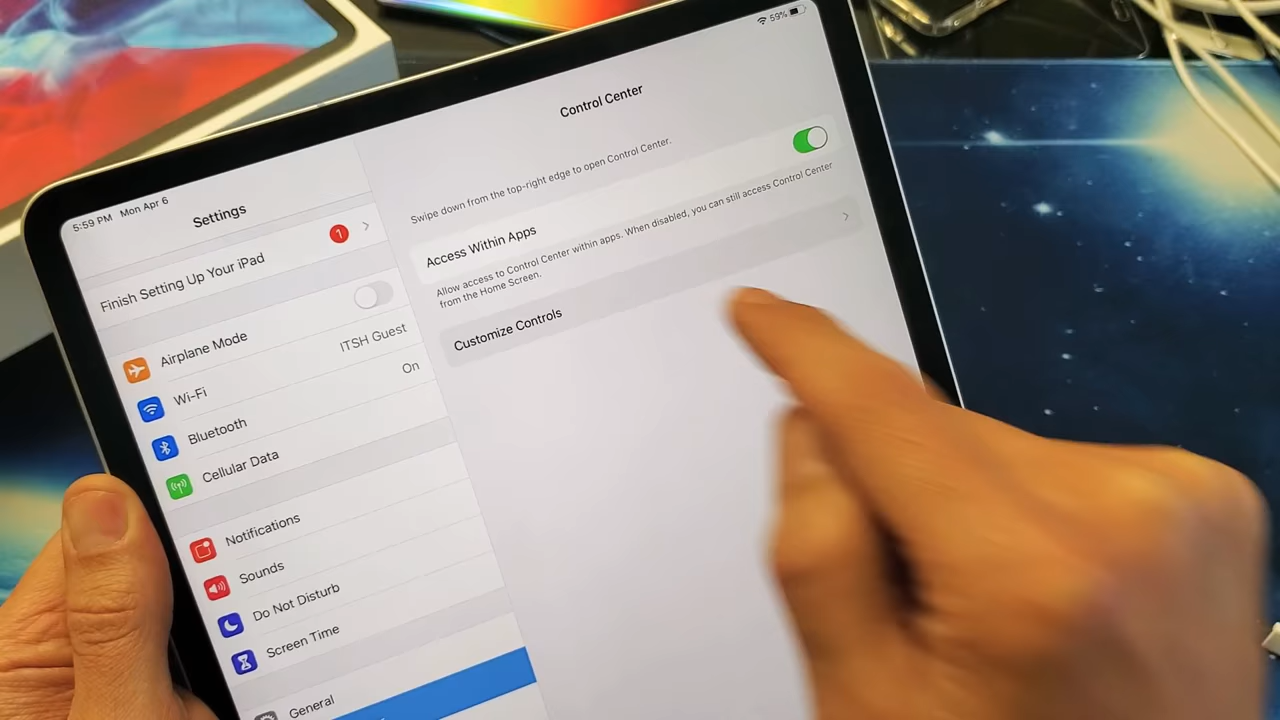 5:59 PM Mon Apr 6
59%
Settings
Finish Setting Up Your iPad
1
Airplane Mode
Wi-Fi
ITSH Guest
Bluetooth
On
Cellular Data
Notifications
Sounds
Do Not Disturb
Screen Time
General
Control Center
Swipe down from the top-right edge to open Control Center.
Access Within Apps
Allow access to Control Center within apps. When disabled, you can still access Control Center
from the Home Screen.
Customize Controls